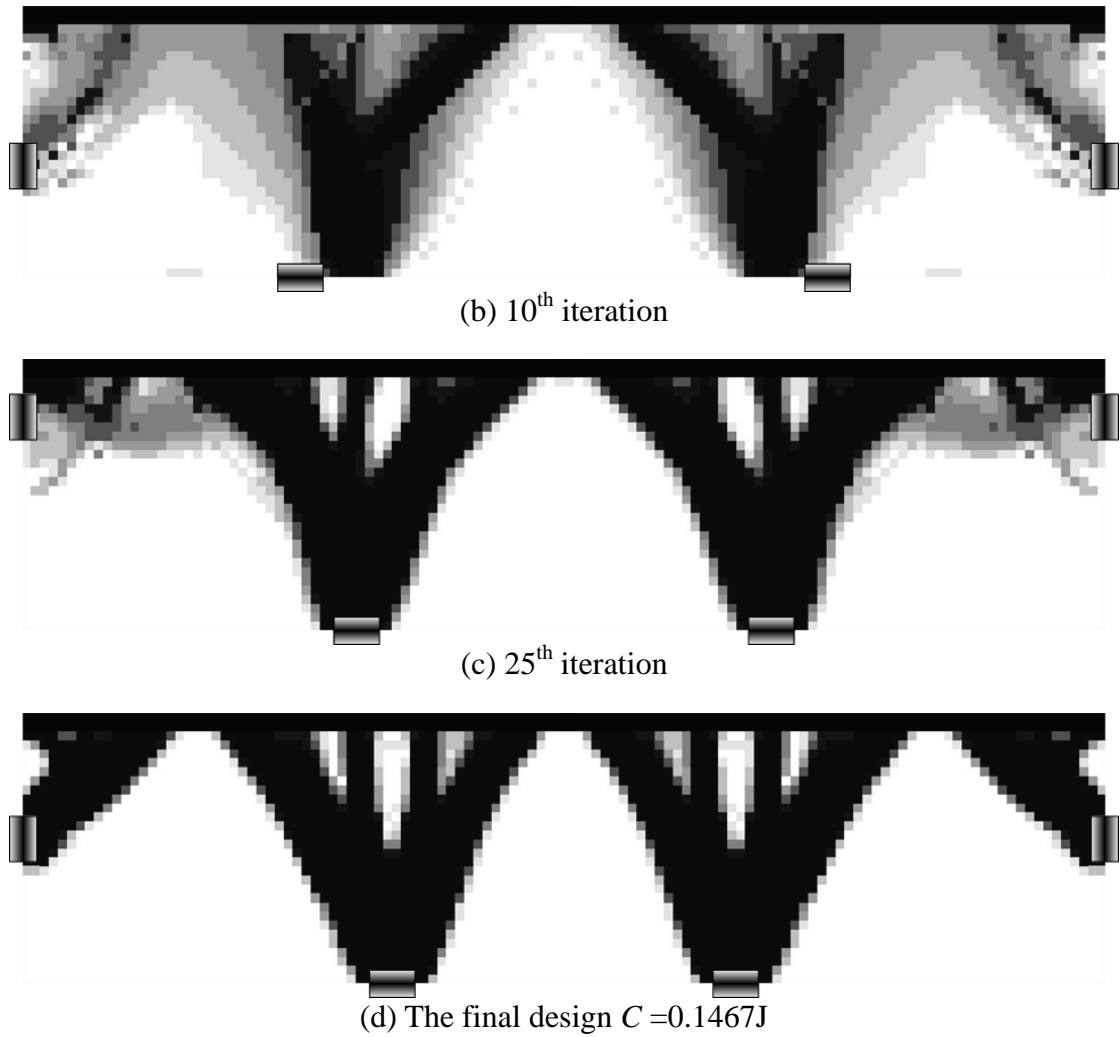 (b) 10th iteration
(c) 25th iteration
(d) The final design C =0.1467J